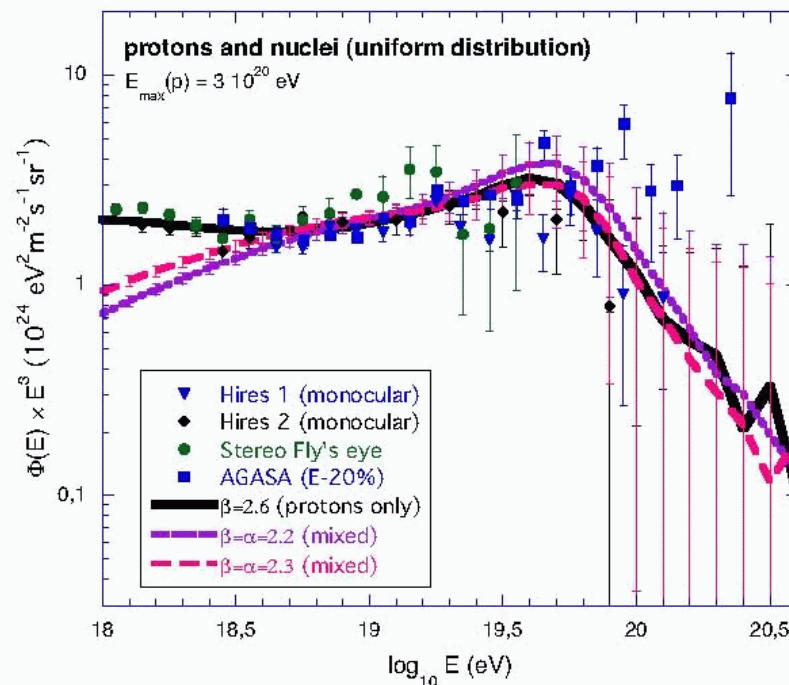 protons and nuclei (uniform distribution)
E_max(p) = 3 10^20 eV
10
1
0,1
Φ(E) × E^3 (10^24 eV^2 m^-2 s^-1 sr^-1)
Hires 1 (monocular)
Hires 2 (monocular)
Stereo Fly's eye
AGASA (E-20%)
β=2.6 (protons only)
β=α=2.2 (mixed)
β=α=2.3 (mixed)
18 18,5 19 19,5 20 20,5
log_10 E (eV)